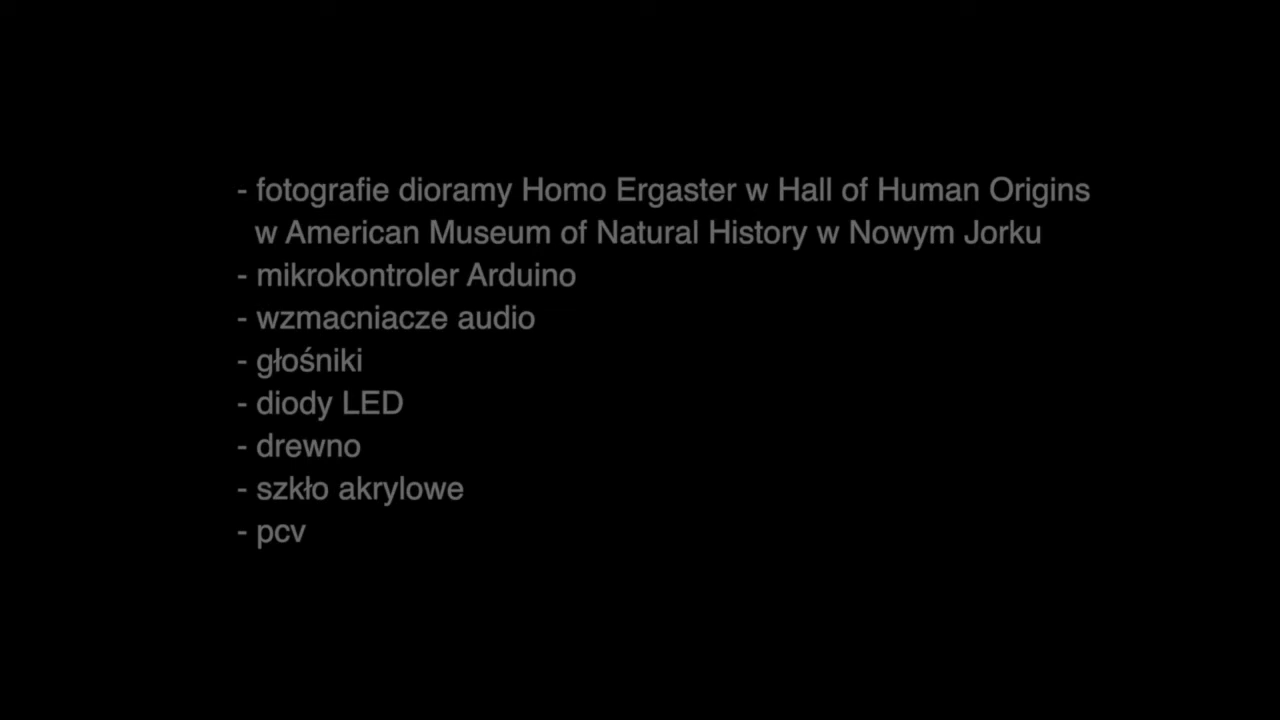 - fotografie dioramy Homo Ergaster w Hall of Human Origins
w American Museum of Natural History w Nowym Jorku
- mikrokontroler Arduino
- wzmacniacze audio
- głośniki
- diody LED
- drewno
- szkło akrylowe
- pcv